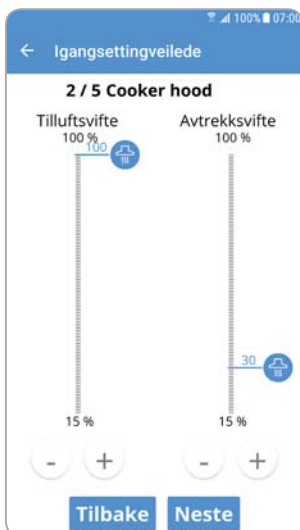 100% 07:00
Igangsettingveilede
2 / 5 Cooker hood
Tilluftsvifte Avtrekksvifte
100 % 100 %
100
30
15 % 15 %
- + - +
Tilbake Neste